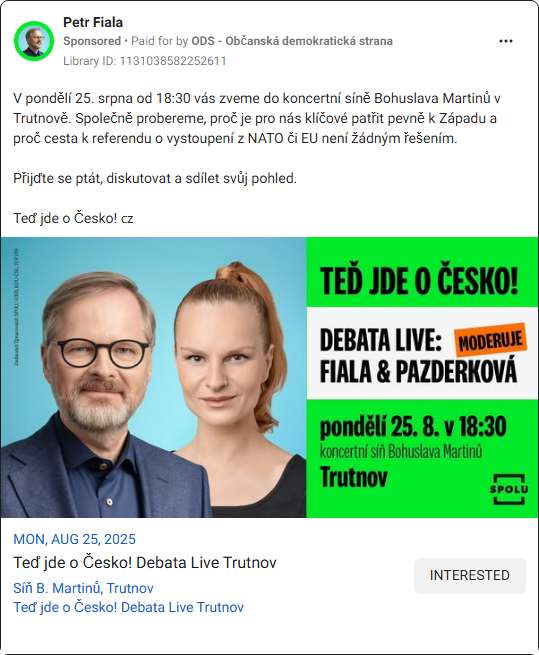 Petr Fiala
Sponsored • Paid for by ODS - Občanská demokratická strana
Library ID: 1131038582252611
V pondělí 25. srpna od 18:30 vás zveme do koncertní síně Bohuslava Martinů v
Trutnově. Společně probereme, proč je pro nás klíčové patřit pevně k Západu a
proč cesta k referendu o vystoupení z NATO či EU není žádným řešením.
Přijďte se ptát, diskutovat a sdílet svůj pohled.
Teď jde o Česko! cz
TEĎ JDE O ČESKO!
DEBATA LIVE: MODERUJE
FIALA & PAZDERKOVÁ
pondělí 25. 8. v 18:30
koncertní síň Bohuslava Martinů
Trutnov
SPOLU
MON, AUG 25, 2025
Teď jde o Česko! Debata Live Trutnov
INTERESTED
Síň B. Martinů, Trutnov
Teď jde o Česko! Debata Live Trutnov